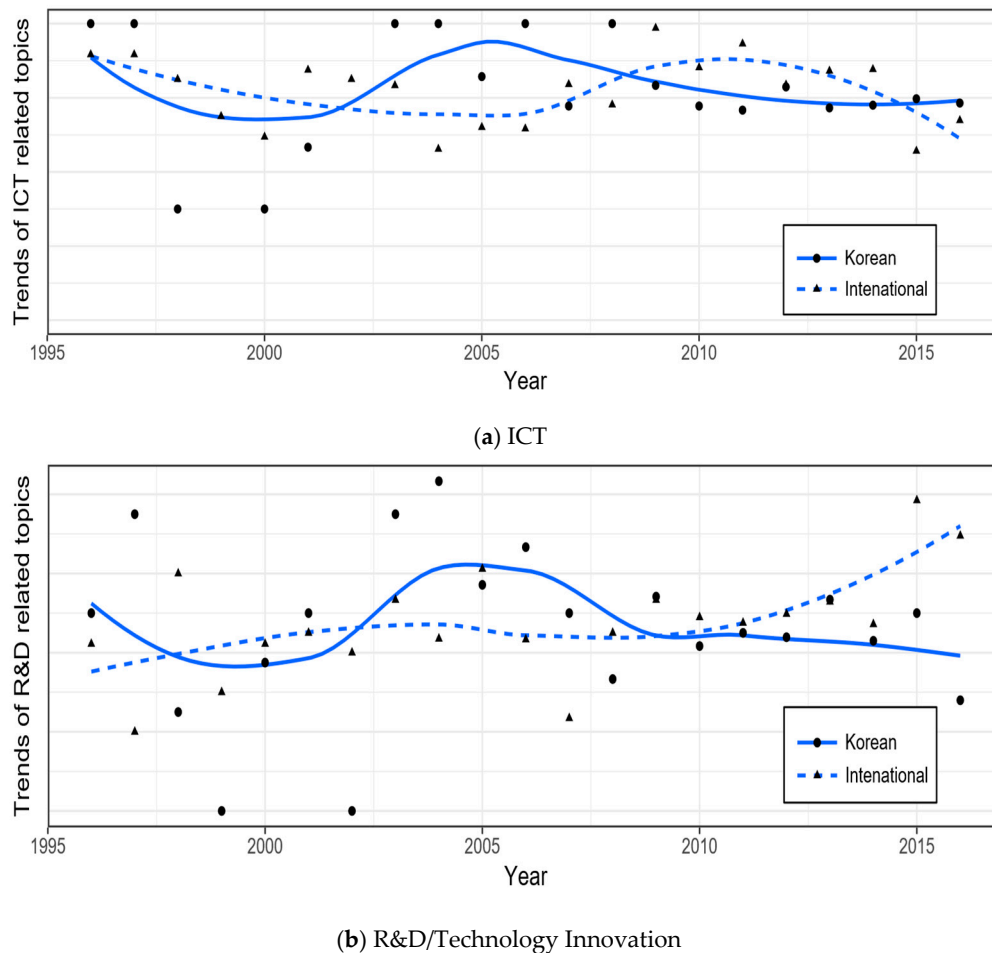 Trends of ICT related topics
Korean
Intenational
1995 2000 2005 2010 2015
Year
(a) ICT
Trends of R&D related topics
Korean
Intenational
1995 2000 2005 2010 2015
Year
(b) R&D/Technology Innovation